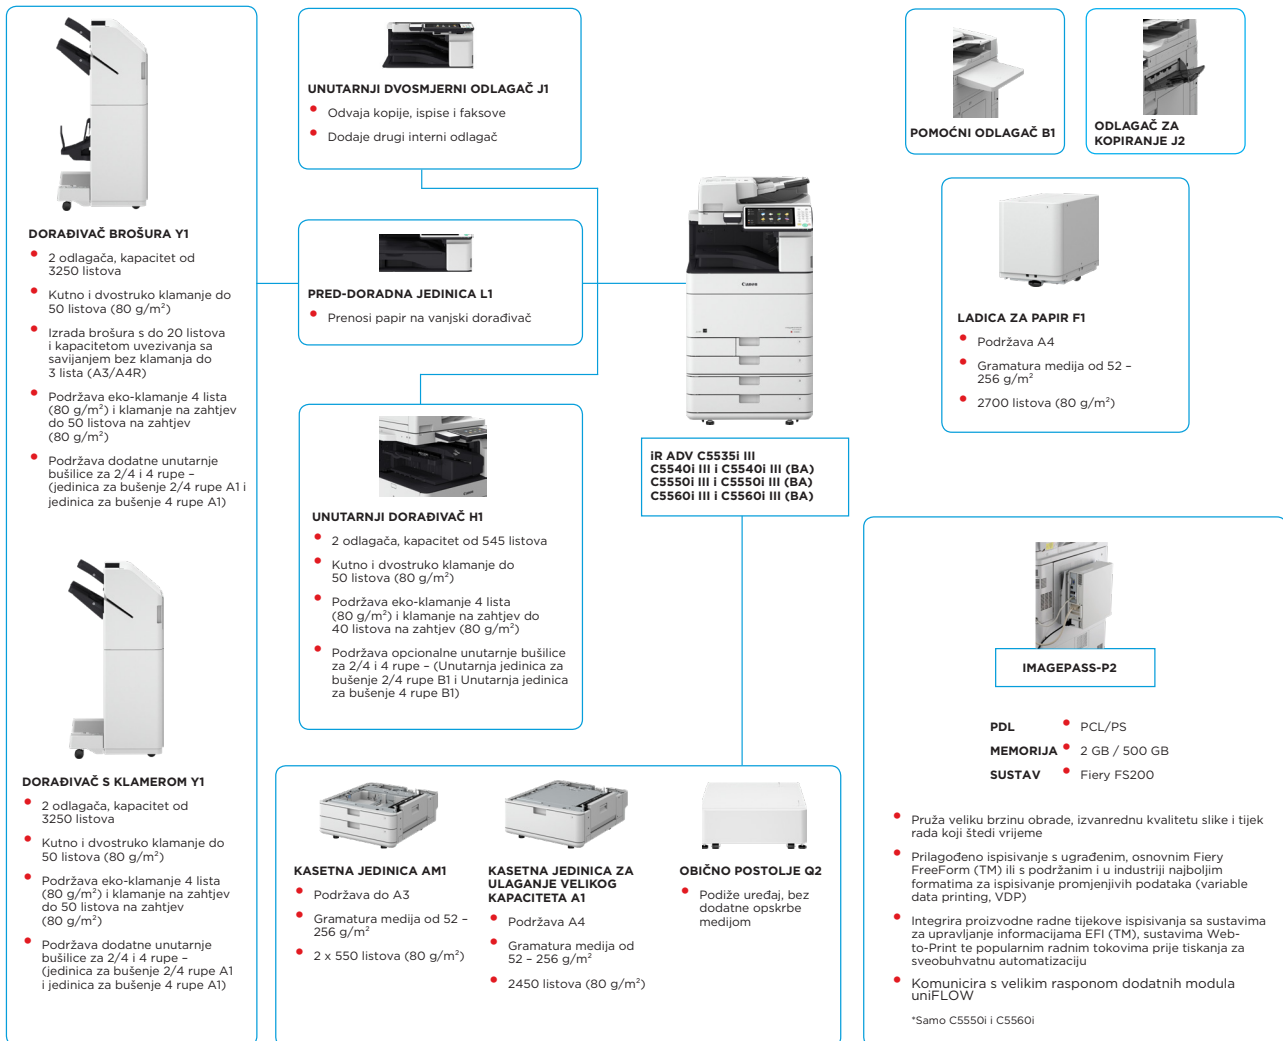 DORAĐIVAČ BROŠURA Y1
2 odlagača, kapacitet od
3250 listova
Kutno i dvostruko klamanje do
50 listova (80 g/m²)
Izrada brošura s do 20 listova
i kapacitetom uvezivanja sa
savijanjem bez klamanja do
3 lista (A3/A4R)
Podržava eko-klamanje 4 lista
(80 g/m²) i klamanje na zahtjev
do 50 listova na zahtjev
(80 g/m²)
Podržava dodatne unutarnje
bušilice za 2/4 i 4 rupe –
(jedinica za bušenje 2/4 rupe A1 i
jedinica za bušenje 4 rupe A1)
DORAĐIVAČ S KLAMEROM Y1
2 odlagača, kapacitet od
3250 listova
Kutno i dvostruko klamanje do
50 listova (80 g/m²)
Podržava eko-klamanje 4 lista
(80 g/m²) i klamanje na zahtjev
do 50 listova na zahtjev
(80 g/m²)
Podržava dodatne unutarnje
bušilice za 2/4 i 4 rupe –
(jedinica za bušenje 2/4 rupe A1
i jedinica za bušenje 4 rupe A1)
UNUTARNJI DVOSMJERNI ODLAGAČ J1
Odvaja kopije, ispise i faksove
Dodaje drugi interni odlagač
PRED-DORADNA JEDINICA L1
Prenosi papir na vanjski dorađivač
UNUTARNJI DORAĐIVAČ H1
2 odlagača, kapacitet od 545 listova
Kutno i dvostruko klamanje do
50 listova (80 g/m²)
Podržava eko-klamanje 4 lista
(80 g/m²) i klamanje na zahtjev do
40 listova na zahtjev (80 g/m²)
Podržava opcionalne unutarnje bušilice
za 2/4 i 4 rupe – (Unutarnja jedinica za
bušenje 2/4 rupe B1 i Unutarnja jedinica
za bušenje 4 rupe B1)
Canon
iR ADV C5535i III
C5540i III i C5540i III (BA)
C5550i III i C5550i III (BA)
C5560i III i C5560i III (BA)
KASETNA JEDINICA AM1
Podržava do A3
Gramatura medija od 52 –
256 g/m²
2 x 550 listova (80 g/m²)
KASETNA JEDINICA ZA
ULAGANJE VELIKOG
KAPACITETA A1
Podržava A4
Gramatura medija od
52 – 256 g/m²
2450 listova (80 g/m²)
OBIČNO POSTOLJE Q2
Podiže uređaj, bez
dodatne opskrbe
medijom
POMOĆNI ODLAGAČ B1
ODLAGAČ ZA
KOPIRANJE J2
LADICA ZA PAPIR F1
Podržava A4
Gramatura medija od 52 –
256 g/m²
2700 listova (80 g/m²)
IMAGEPASS-P2
PDL PCL/PS
MEMORIJA 2 GB / 500 GB
SUSTAV Fiery FS200
Pruža veliku brzinu obrade, izvanrednu kvalitetu slike i tijek
rada koji štedi vrijeme
Prilagođeno ispisivanje s ugrađenim, osnovnim Fiery
FreeForm (TM) ili s podržanim i u industriji najboljim
formatima za ispisivanje promjenjivih podataka (variable
data printing, VDP)
Integrira proizvodne radne tijekove ispisivanja sa sustavima
za upravljanje informacijama EFI (TM), sustavima Web-
to-Print te popularnim radnim tokovima prije tiskanja za
sveobuhvatnu automatizaciju
Komunicira s velikim rasponom dodatnih modula
uniFLOW
*Samo C5550i i C5560i